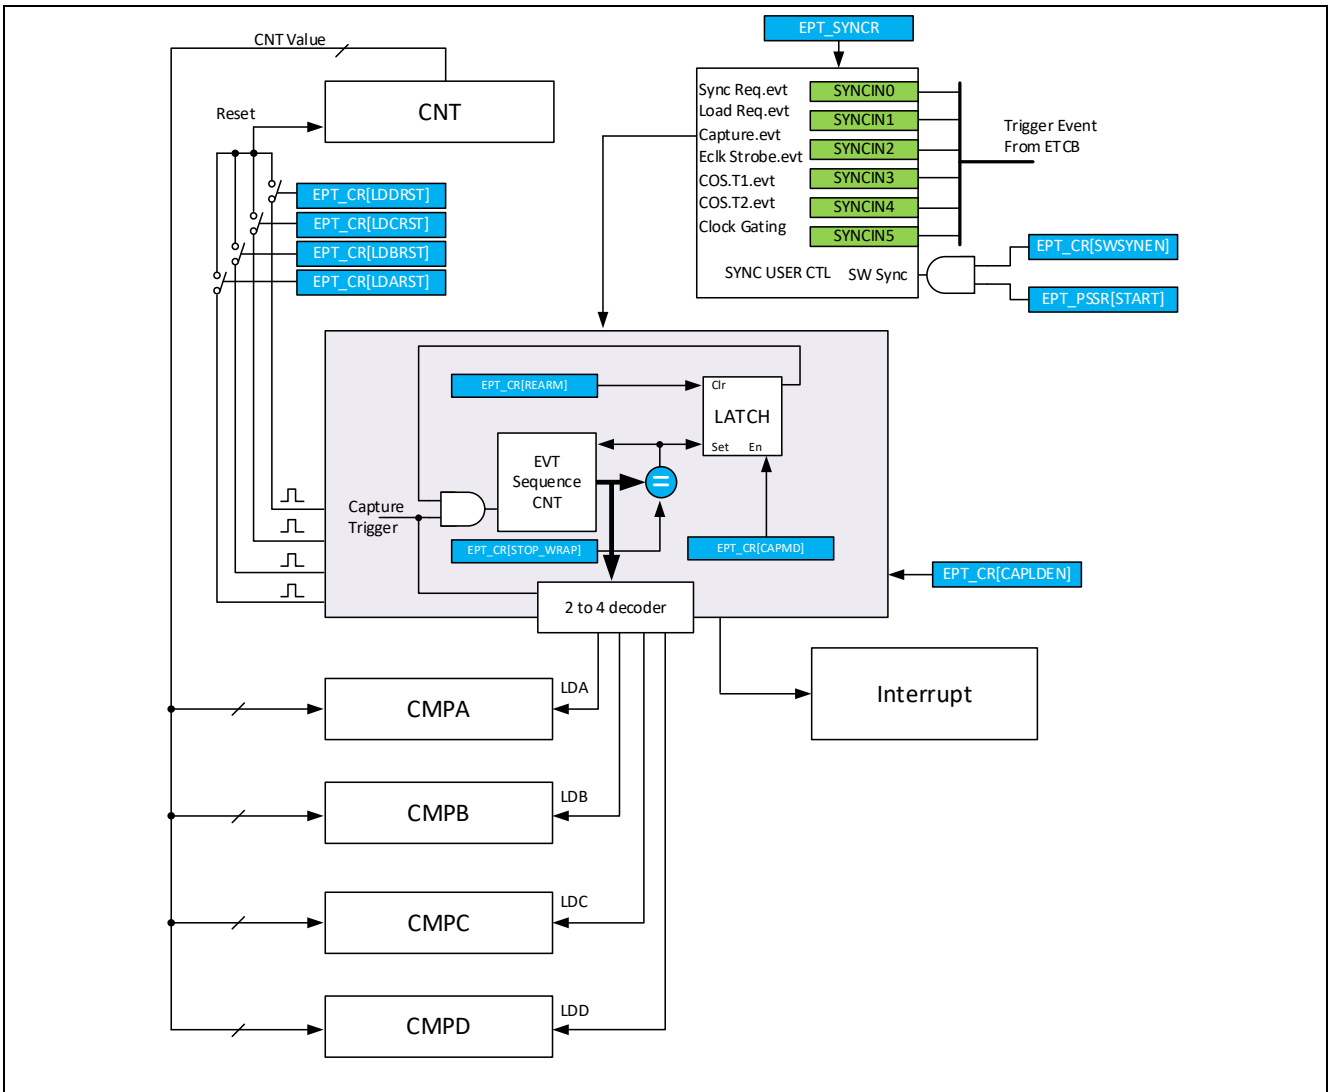 EPT_SYNCR
CNT Value
CNT
Reset
Sync Req.evt
SYNCIN0
Load Req.evt
SYNCIN1
Capture.evt
SYNCIN2
Eclk Strobe.evt
COS.T1.evt
SYNCIN3
COS.T2.evt
SYNCIN4
Clock Gating
SYNCIN5
Trigger Event
From ETCB
SYNC USER CTL
SW Sync
EPT_CR[SWSYNEN]
EPT_PSSR[START]
EPT_CR[LDDRST]
EPT_CR[LDCRST]
EPT_CR[LDBRST]
EPT_CR[LDARST]
EPT_CR[REARM]
Clr
LATCH
Set En
EVT
Sequence
CNT
=
Capture
Trigger
EPT_CR[STOP_WRAP]
EPT_CR[CAPMD]
EPT_CR[CAPLDEN]
2 to 4 decoder
Interrupt
LDA
CMPA
LDB
CMPB
LDC
CMPC
LDD
CMPD